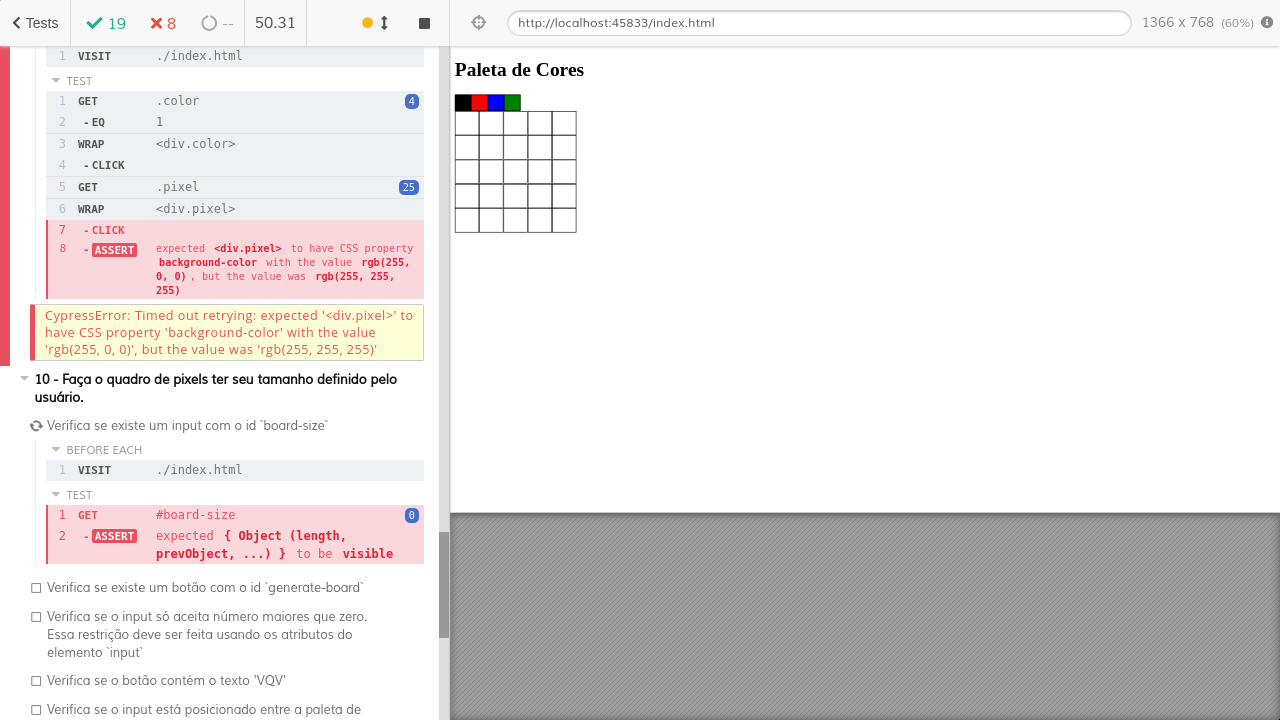 Tests
19
8
--
50.31
http://localhost:45833/index.html
1366 x 768 (60%)
1 VISIT ./index.html
TEST
1 GET .color 4
2 - EQ 1
3 WRAP <div.color>
4 - CLICK
5 GET .pixel 25
6 WRAP <div.pixel>
7 - CLICK
8 - ASSERT expected <div.pixel> to have CSS property
background-color with the value rgb(255,
0, 0) , but the value was rgb(255, 255,
255)
CypressError: Timed out retrying: expected '<div.pixel>' to
have CSS property 'background-color' with the value
'rgb(255, 0, 0)', but the value was 'rgb(255, 255, 255)'
10 - Faça o quadro de pixels ter seu tamanho definido pelo
usuário.
Verifica se existe um input com o id `board-size`
BEFORE EACH
1 VISIT ./index.html
TEST
1 GET #board-size 0
2 - ASSERT expected { Object (length,
prevObject, ...) } to be visible
Verifica se existe um botão com o id `generate-board`
Verifica se o input só aceita número maiores que zero.
Essa restrição deve ser feita usando os atributos do
elemento `input`
Verifica se o botão contém o texto 'VQV'
Verifica se o input está posicionado entre a paleta de
Paleta de Cores